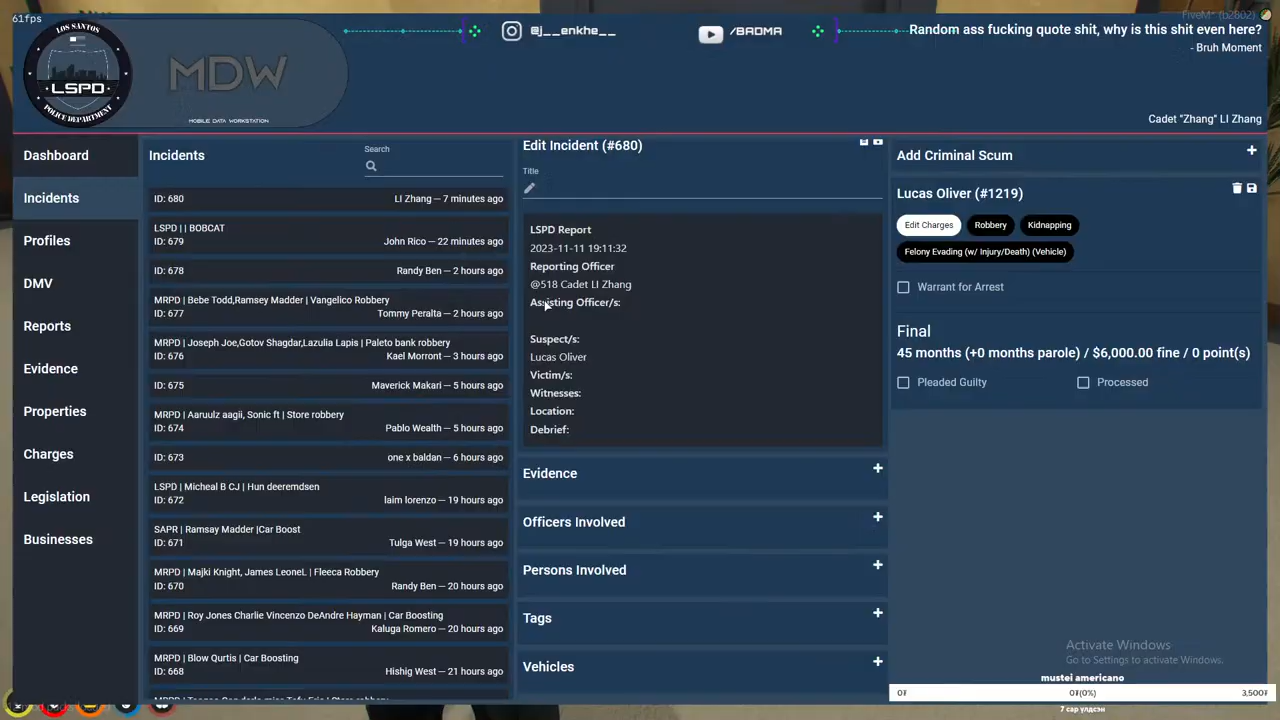 61fps
FiveM* (b2802)
LOS SANTOS
LSPD
POLICE DEPARTMENT
MDW
MOBILE DATA WORKSTATION
@j__enkhe__
/BADMA
Random ass fucking quote shit, why is this shit even here?
- Bruh Moment
Cadet "Zhang" LI Zhang
Dashboard
Incidents
Profiles
DMV
Reports
Evidence
Properties
Charges
Legislation
Businesses
Incidents
Search
ID: 680
LI Zhang — 7 minutes ago
LSPD | | BOBCAT
ID: 679
John Rico — 22 minutes ago
ID: 678
Randy Ben — 2 hours ago
MRPD | Bebe Todd,Ramsey Madder | Vangelico Robbery
ID: 677
Tommy Peralta — 2 hours ago
MRPD | Joseph Joe,Gotov Shagdar,Lazulia Lapis | Paleto bank robbery
ID: 676
Kael Morront — 3 hours ago
ID: 675
Maverick Makari — 5 hours ago
MRPD | Aaruulz aagii, Sonic ft | Store robbery
ID: 674
Pablo Wealth — 5 hours ago
ID: 673
one x baldan — 6 hours ago
LSPD | Micheal B CJ | Hun deeremdsen
ID: 672
laim lorenzo — 19 hours ago
SAPR | Ramsay Madder |Car Boost
ID: 671
Tulga West — 19 hours ago
MRPD | Majki Knight, James LeoneL | Fleeca Robbery
ID: 670
Randy Ben — 20 hours ago
MRPD | Roy Jones Charlie Vincenzo DeAndre Hayman | Car Boosting
ID: 669
Kaluga Romero — 20 hours ago
MRPD | Blow Qurtis | Car Boosting
ID: 668
Hishig West — 21 hours ago
Edit Incident (#680)
Title
LSPD Report
2023-11-11 19:11:32
Reporting Officer
@518 Cadet LI Zhang
Assisting Officer/s:
Suspect/s:
Lucas Oliver
Victim/s:
Witnesses:
Location:
Debrief:
Evidence
Officers Involved
Persons Involved
Tags
Vehicles
Add Criminal Scum
Lucas Oliver (#1219)
Edit Charges
Robbery
Kidnapping
Felony Evading (w/ Injury/Death) (Vehicle)
Warrant for Arrest
Final
45 months (+0 months parole) / $6,000.00 fine / 0 point(s)
Pleaded Guilty
Processed
Activate Windows
Go to Settings to activate Windows.
mustei americano
0₮
0₮(0%)
3,500₮
7 сар үлдсэн